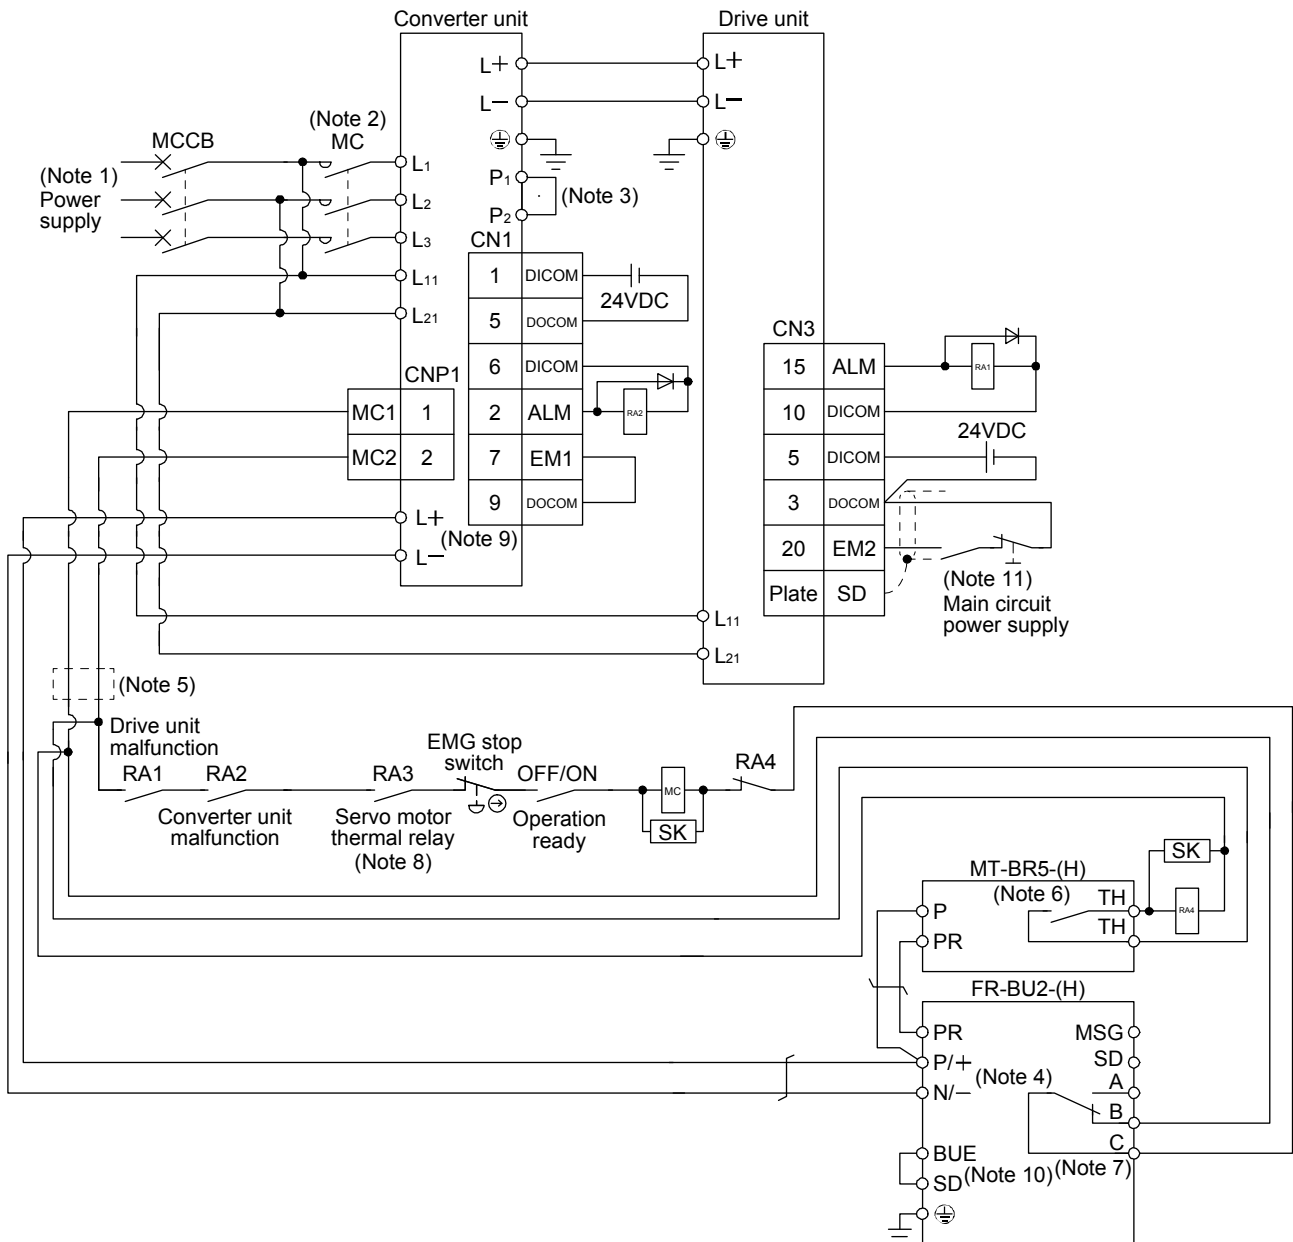 Converter unit
Drive unit
L+
L+
L−
L−
(Note 2)
MC
MCCB
(Note 1)
Power
supply
L1
L2
L3
L11
L21
P1
P2
(Note 3)
CN1
1 DICOM
5 DOCOM
6 DICOM
2 ALM
7 EM1
9 DOCOM
24VDC
RA2
CNP1
MC1 1
MC2 2
L+
L−
(Note 9)
CN3
15 ALM
10 DICOM
5 DICOM
3 DOCOM
20 EM2
Plate SD
RA1
24VDC
(Note 11)
Main circuit
power supply
L11
L21
(Note 5)
Drive unit
malfunction
RA1
RA2
Converter unit
malfunction
RA3
Servo motor
thermal relay
(Note 8)
EMG stop
switch
OFF/ON
Operation
ready
MC
SK
RA4
MT-BR5-(H)
(Note 6)
P
PR
TH
TH
SK
RA4
FR-BU2-(H)
PR
P/+
N/−
(Note 4)
MSG
SD
A
B
C
BUE
SD
(Note 10)
(Note 7)